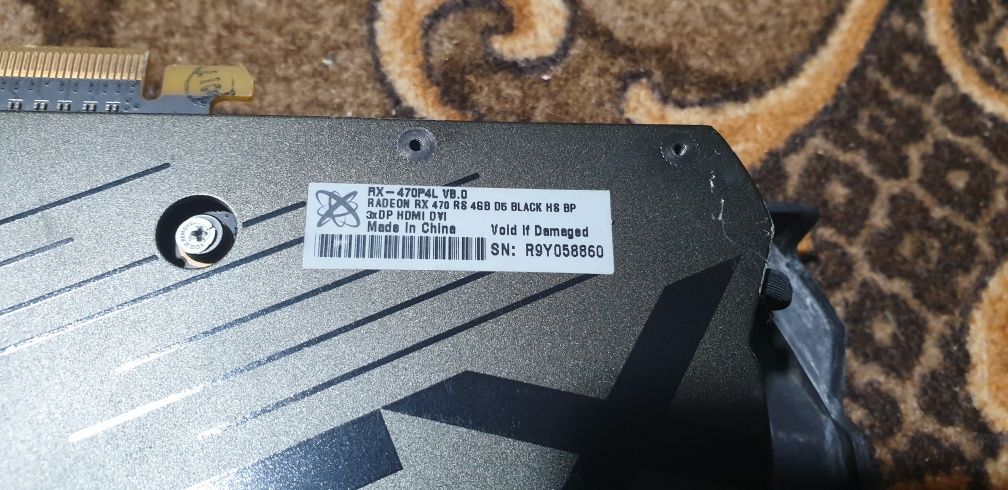 RX-470P4L V8.0
RADEON RX 470 RS 4GB D5 BLACK HS BP
3xDP HDMI DVI
Made in China Void If Damaged
SN: R9Y058860